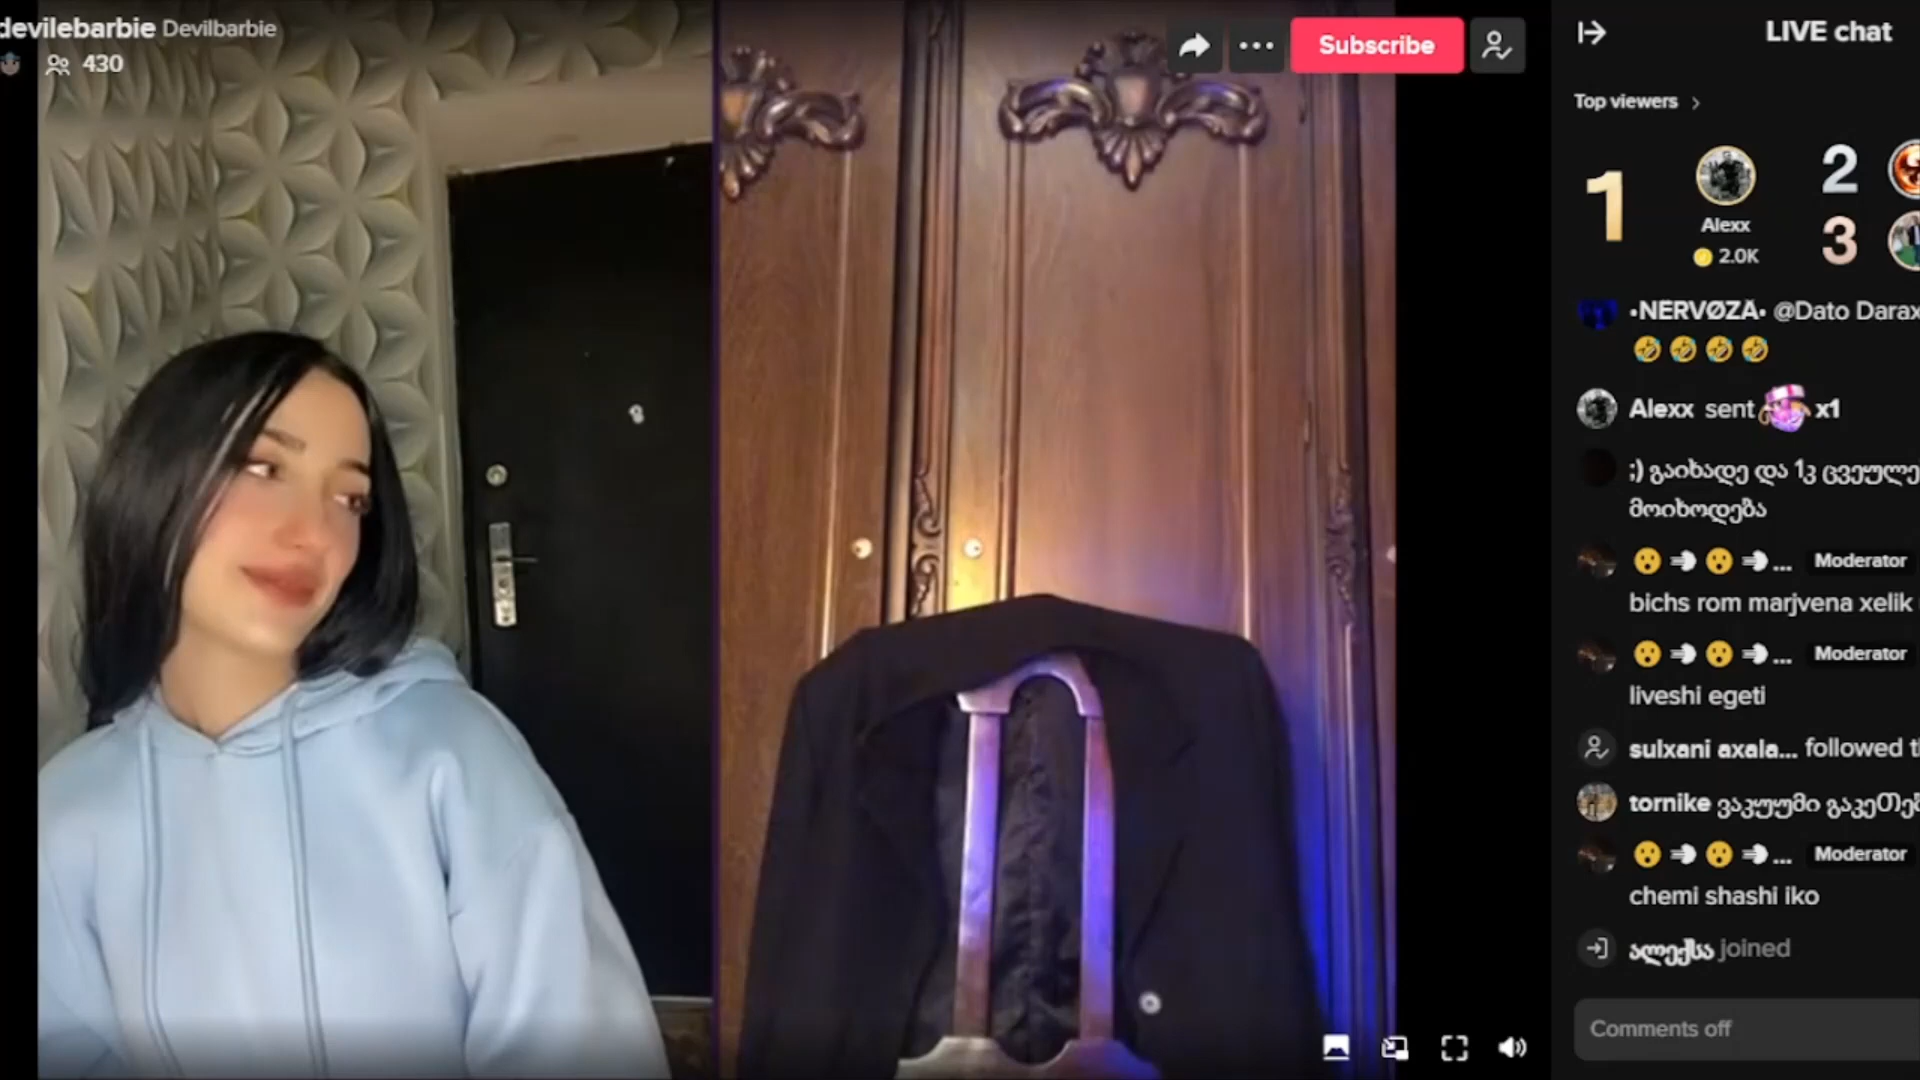 devilebarbie Devilbarbie
430
Subscribe
LIVE chat
Top viewers
1
2
3
Alexx
2.0K
•NERVØZA• @Dato Darax
Alexx sent x1
;) გაიხადე და 1კ ცვეულე
მოიხოდება
... Moderator
bichs rom marjvena xelik
... Moderator
liveshi egeti
sulxani axala... followed t
tornike ვაკუუმი გაკეთებ
... Moderator
chemi shashi iko
ალექსა joined
Comments off